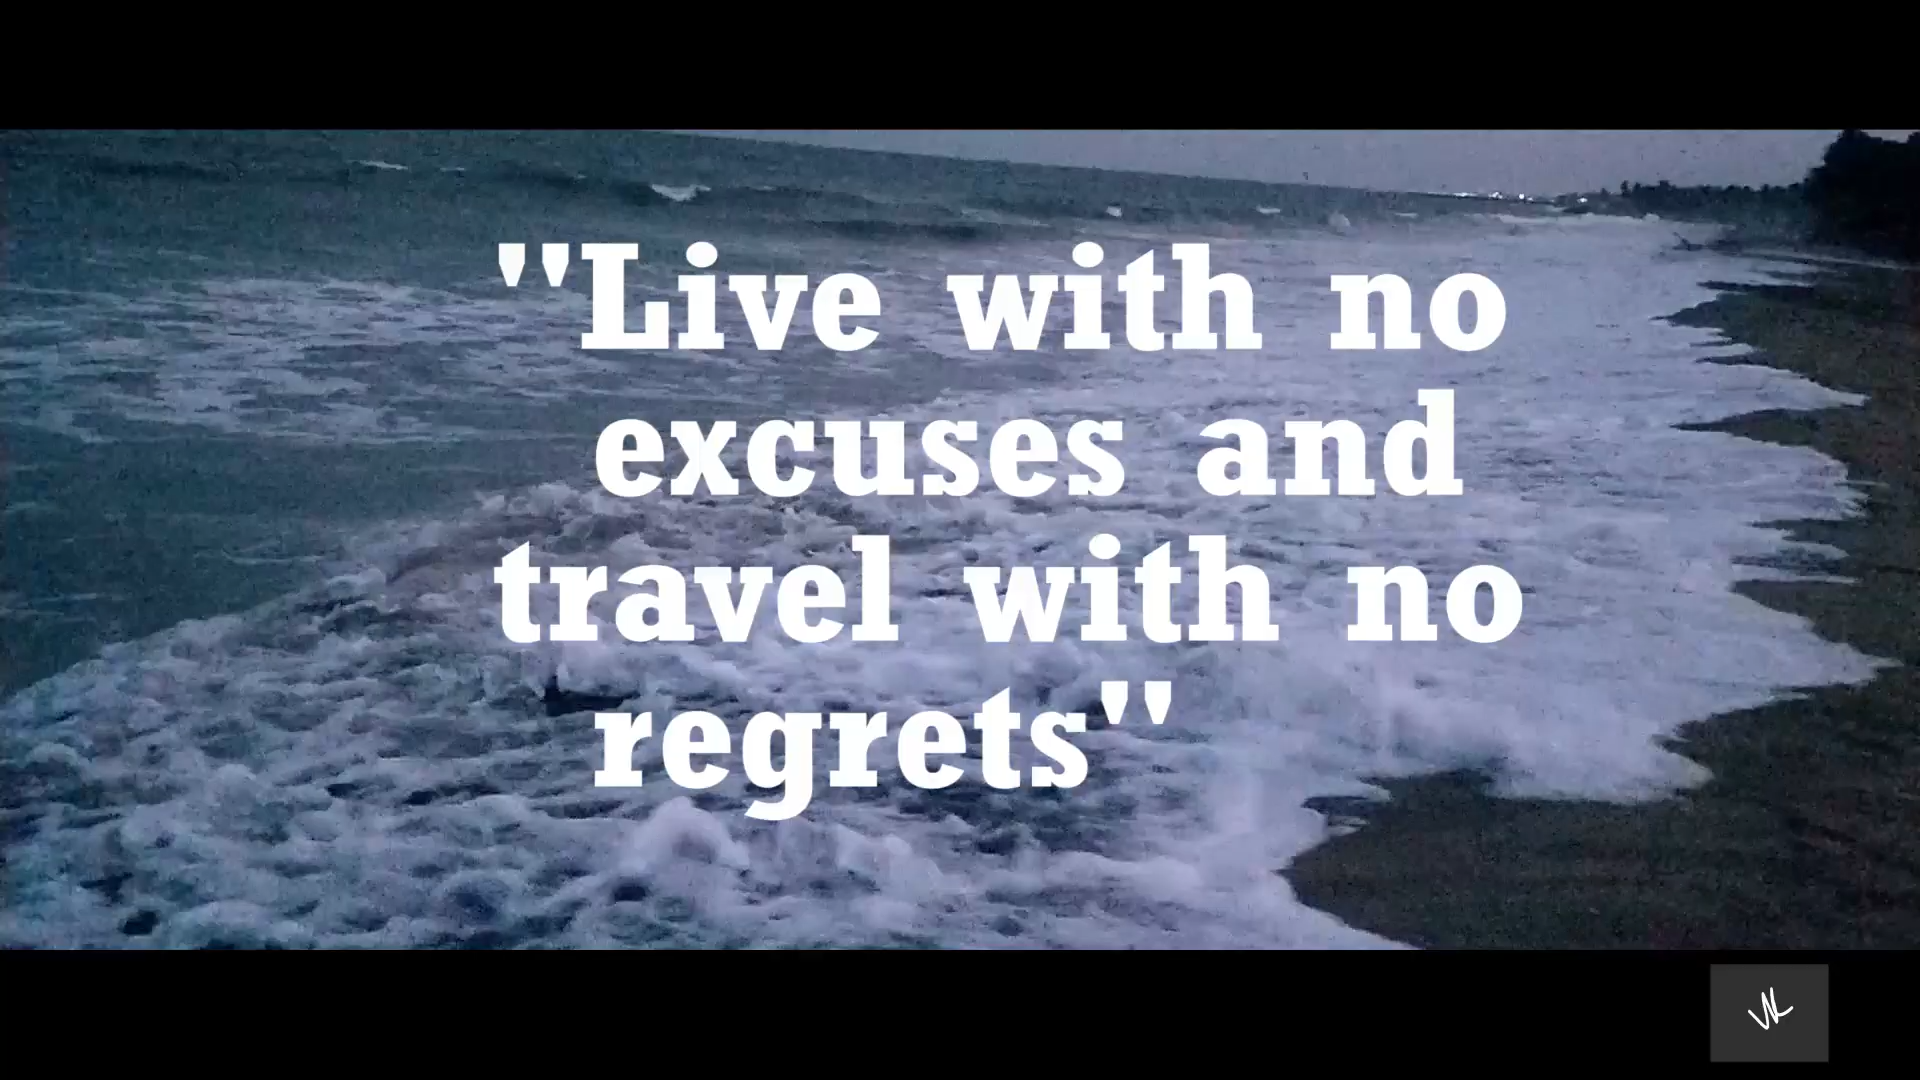 "Live with no
excuses and
travel with no
regrets"